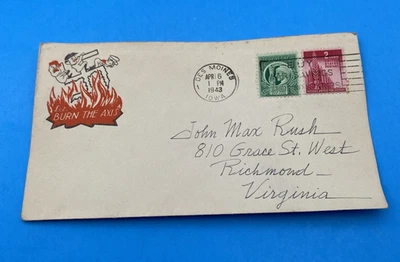 BURN THE AXIS
DES MOINES
APR 6
1 PM
1943
IOWA
BUY
John Max Rush
810 Grace St. West
Richmond
Virginia